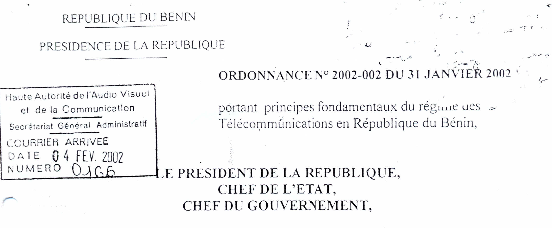 REPUBLIQUE DU BENIN
PRESIDENCE DE LA REPUBLIQUE
ORDONNANCE N° 2002-002 DU 31 JANVIER 2002
portant principes fondamentaux du régime des
Télécommunications en République du Bénin,
Haute Autorité de l'Audio Visuel
et de la Communication
Secrétariat Général Administratif
COURRIER ARRIVEE
DATE 04 FEV. 2002
NUMERO 0166
LE PRESIDENT DE LA REPUBLIQUE,
CHEF DE L'ETAT,
CHEF DU GOUVERNEMENT,